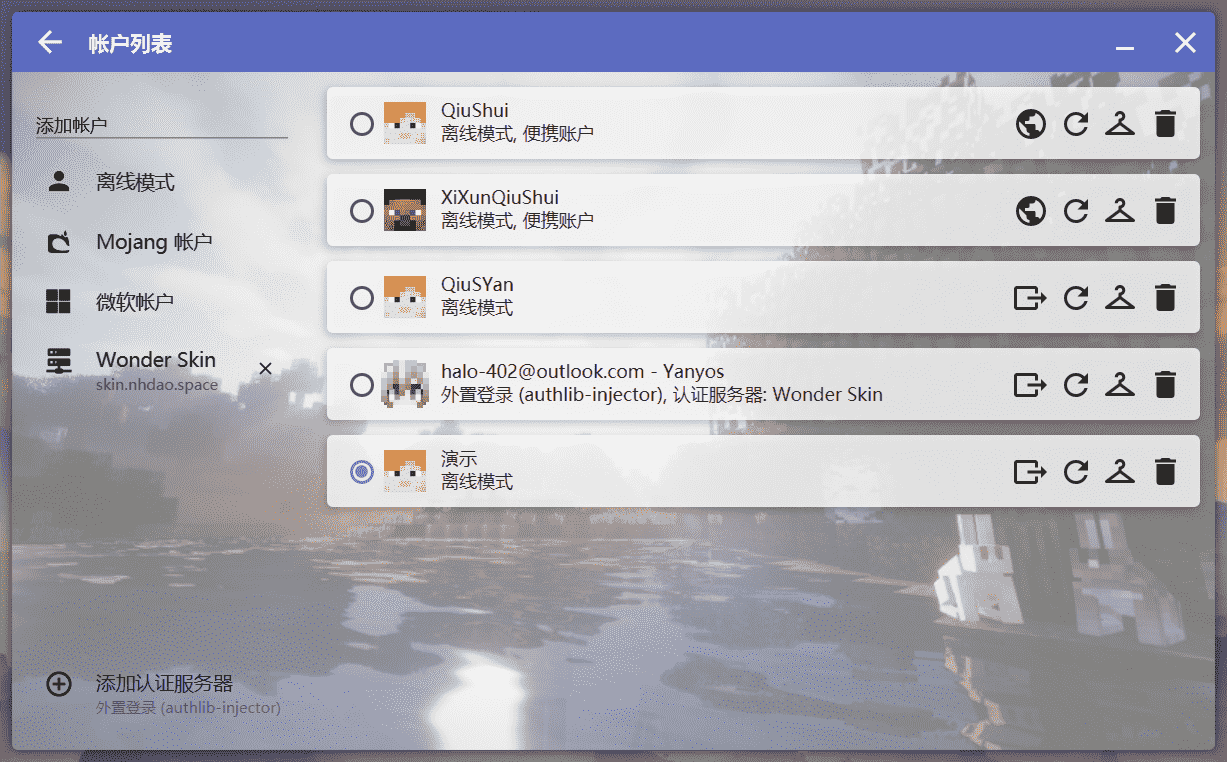 帐户列表
添加帐户
离线模式
Mojang 帐户
微软帐户
Wonder Skin
skin.nhdao.space
添加认证服务器
外置登录 (authlib-injector)
QiuShui
离线模式, 便携账户
XiXunQiuShui
离线模式, 便携账户
QiuSYan
离线模式
halo-402@outlook.com - Yanyos
外置登录 (authlib-injector), 认证服务器: Wonder Skin
演示
离线模式